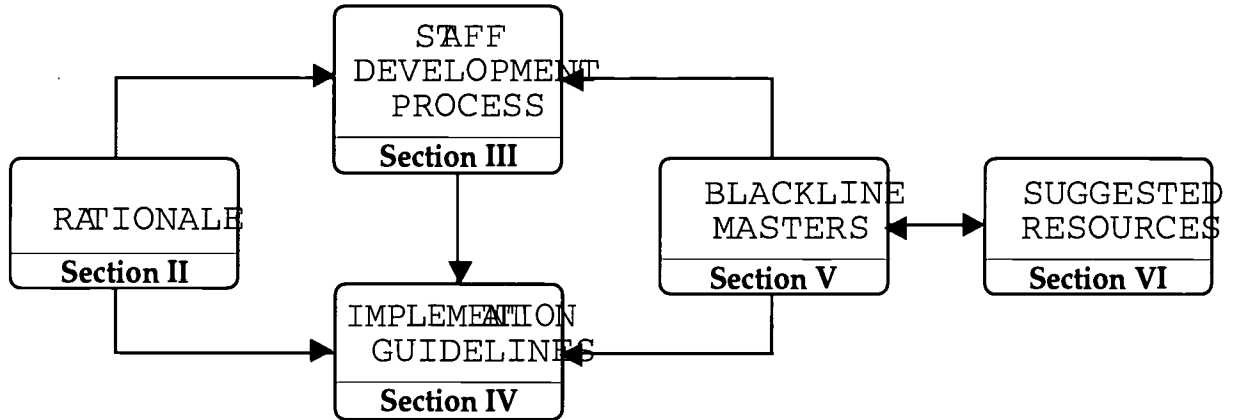 STAFF
DEVELOPMENT
PROCESS
Section III
RATIONALE
Section II
BLACKLINE
MASTERS
Section V
SUGGESTED
RESOURCES
Section VI
IMPLEMENTATION
GUIDELINES
Section IV